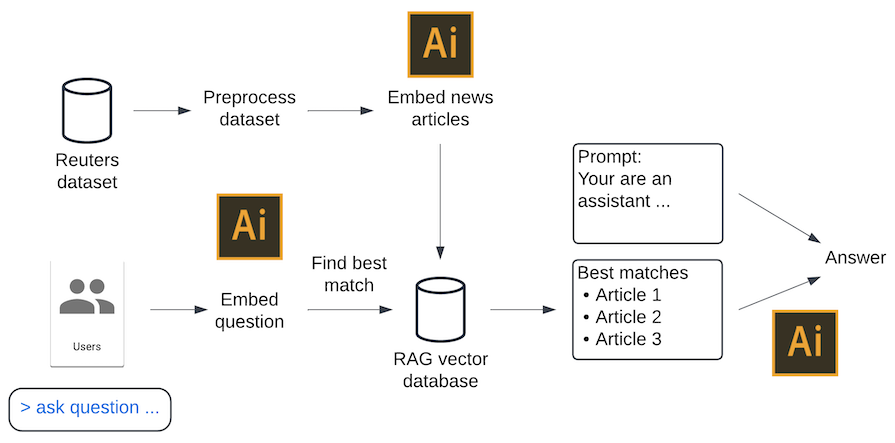 Ai
Preprocess
dataset
Embed news
articles
Reuters
dataset
Prompt:
Your are an
assistant ...
Ai
Find best
match
Answer
Embed
question
Best matches
• Article 1
• Article 2
• Article 3
Users
Ai
RAG vector
database
> ask question ...